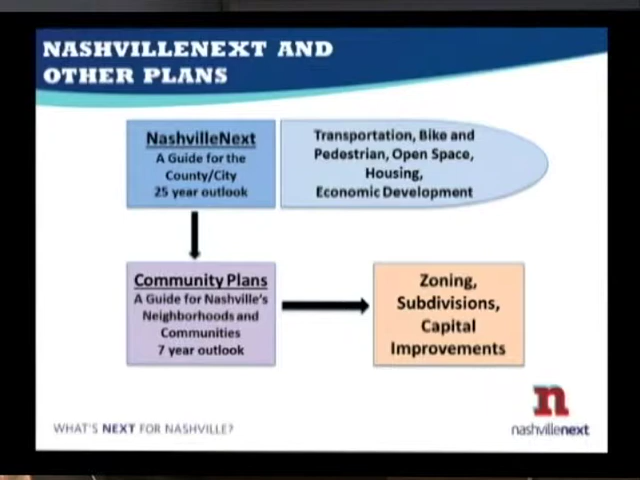 NASHVILLENEXT AND
OTHER PLANS
NashvilleNext
A Guide for the
County/City
25 year outlook
Transportation, Bike and
Pedestrian, Open Space,
Housing,
Economic Development
Community Plans
A Guide for Nashville's
Neighborhoods and
Communities
7 year outlook
Zoning,
Subdivisions,
Capital
Improvements
WHAT'S NEXT FOR NASHVILLE?
n
nashvillenext